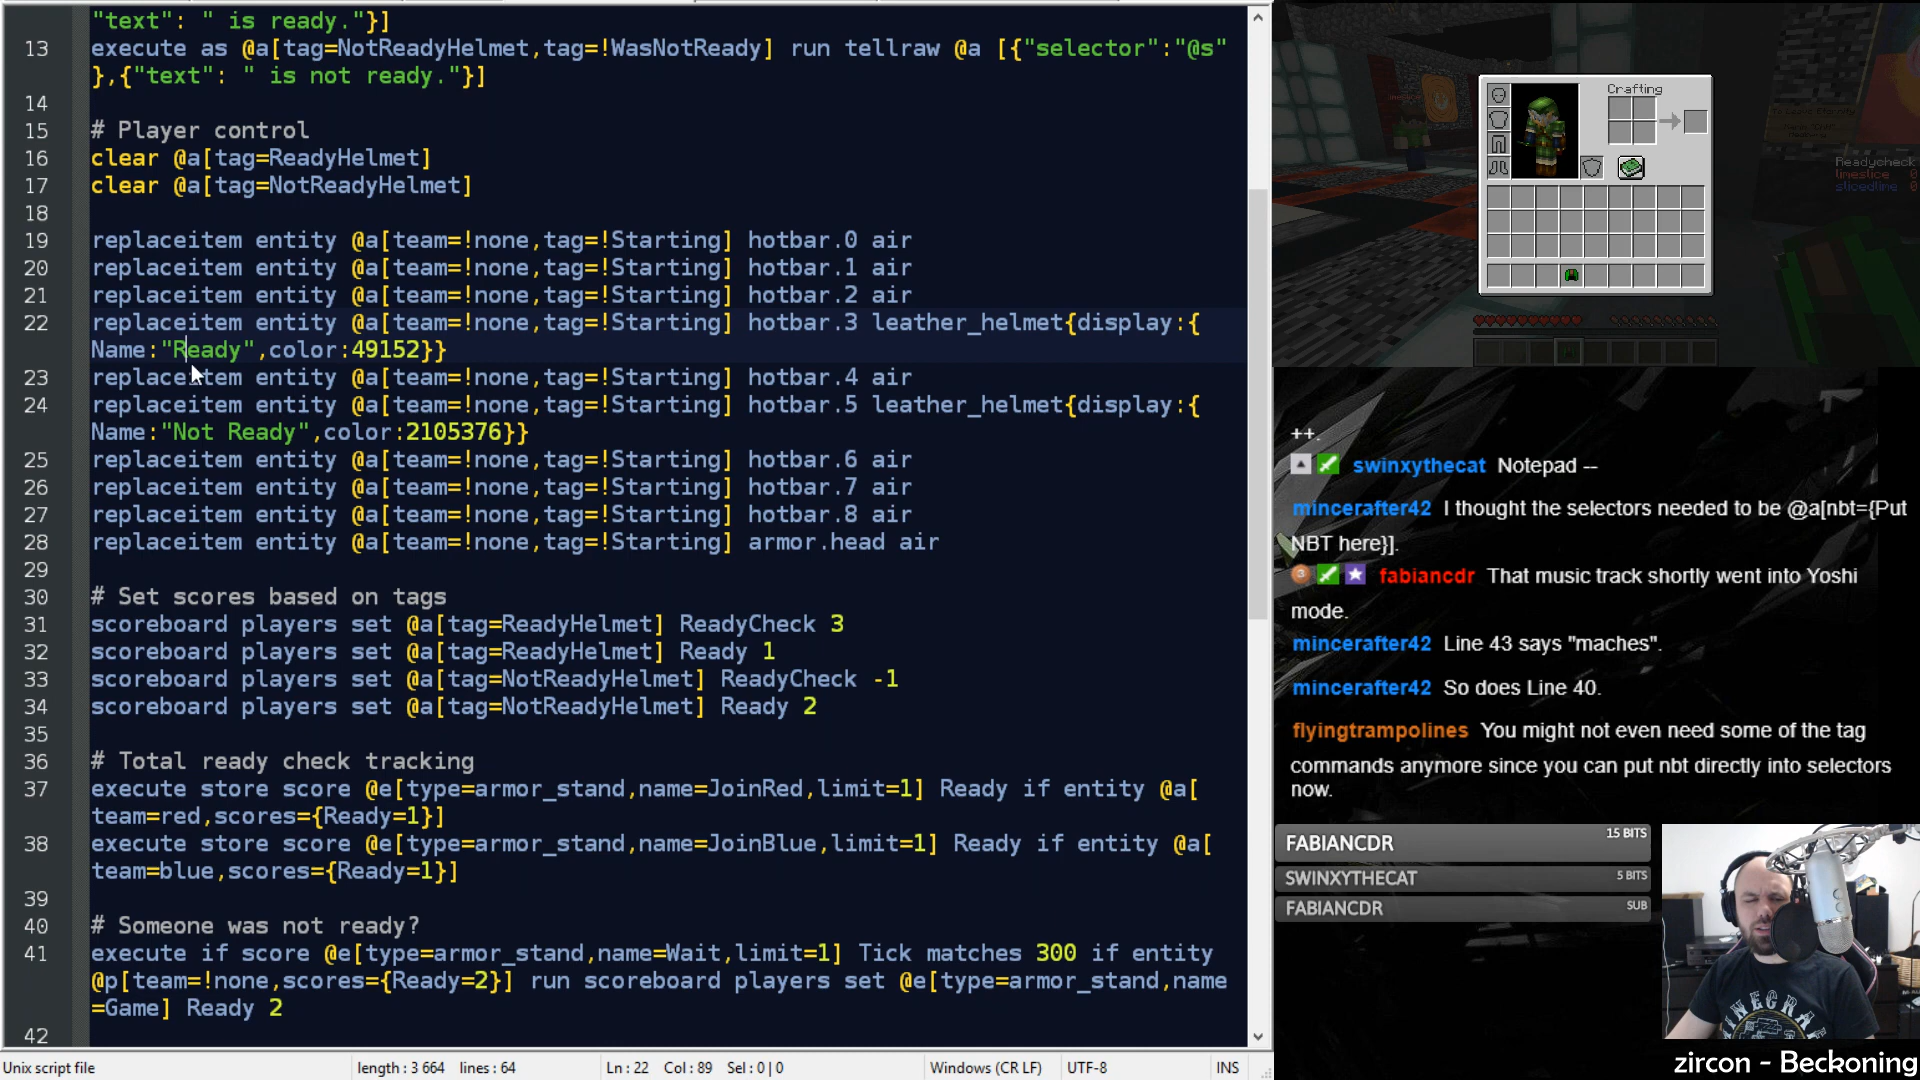 "text": " is ready."}]
13 execute as @a[tag=NotReadyHelmet,tag=!WasNotReady] run tellraw @a [{"selector":"@s"
},{"text": " is not ready."}]
14
15 # Player control
16 clear @a[tag=ReadyHelmet]
17 clear @a[tag=NotReadyHelmet]
18
19 replaceitem entity @a[team=!none,tag=!Starting] hotbar.0 air
20 replaceitem entity @a[team=!none,tag=!Starting] hotbar.1 air
21 replaceitem entity @a[team=!none,tag=!Starting] hotbar.2 air
22 replaceitem entity @a[team=!none,tag=!Starting] hotbar.3 leather_helmet{display:{
Name:"Ready",color:49152}}
23 replaceitem entity @a[team=!none,tag=!Starting] hotbar.4 air
24 replaceitem entity @a[team=!none,tag=!Starting] hotbar.5 leather_helmet{display:{
Name:"Not Ready",color:2105376}}
25 replaceitem entity @a[team=!none,tag=!Starting] hotbar.6 air
26 replaceitem entity @a[team=!none,tag=!Starting] hotbar.7 air
27 replaceitem entity @a[team=!none,tag=!Starting] hotbar.8 air
28 replaceitem entity @a[team=!none,tag=!Starting] armor.head air
29
30 # Set scores based on tags
31 scoreboard players set @a[tag=ReadyHelmet] ReadyCheck 3
32 scoreboard players set @a[tag=ReadyHelmet] Ready 1
33 scoreboard players set @a[tag=NotReadyHelmet] ReadyCheck -1
34 scoreboard players set @a[tag=NotReadyHelmet] Ready 2
35
36 # Total ready check tracking
37 execute store score @e[type=armor_stand,name=JoinRed,limit=1] Ready if entity @a[
team=red,scores={Ready=1}]
38 execute store score @e[type=armor_stand,name=JoinBlue,limit=1] Ready if entity @a[
team=blue,scores={Ready=1}]
39
40 # Someone was not ready?
41 execute if score @e[type=armor_stand,name=Wait,limit=1] Tick matches 300 if entity
@p[team=!none,scores={Ready=2}] run scoreboard players set @e[type=armor_stand,name
=Game] Ready 2
42
Unix script file length : 3 664 lines : 64 Ln : 22 Col : 89 Sel : 0 | 0 Windows (CR LF) UTF-8 INS
Crafting
Readycheck
limeslice 0
slicedlime 0
++.
swinxythecat Notepad --
mincerafter42 I thought the selectors needed to be @a[nbt={Put
NBT here}].
fabiancdr That music track shortly went into Yoshi
mode.
mincerafter42 Line 43 says "maches".
mincerafter42 So does Line 40.
flyingtrampolines You might not even need some of the tag
commands anymore since you can put nbt directly into selectors
now.
FABIANCDR 15 BITS
SWINXYTHECAT 5 BITS
FABIANCDR SUB
zircon - Beckoning